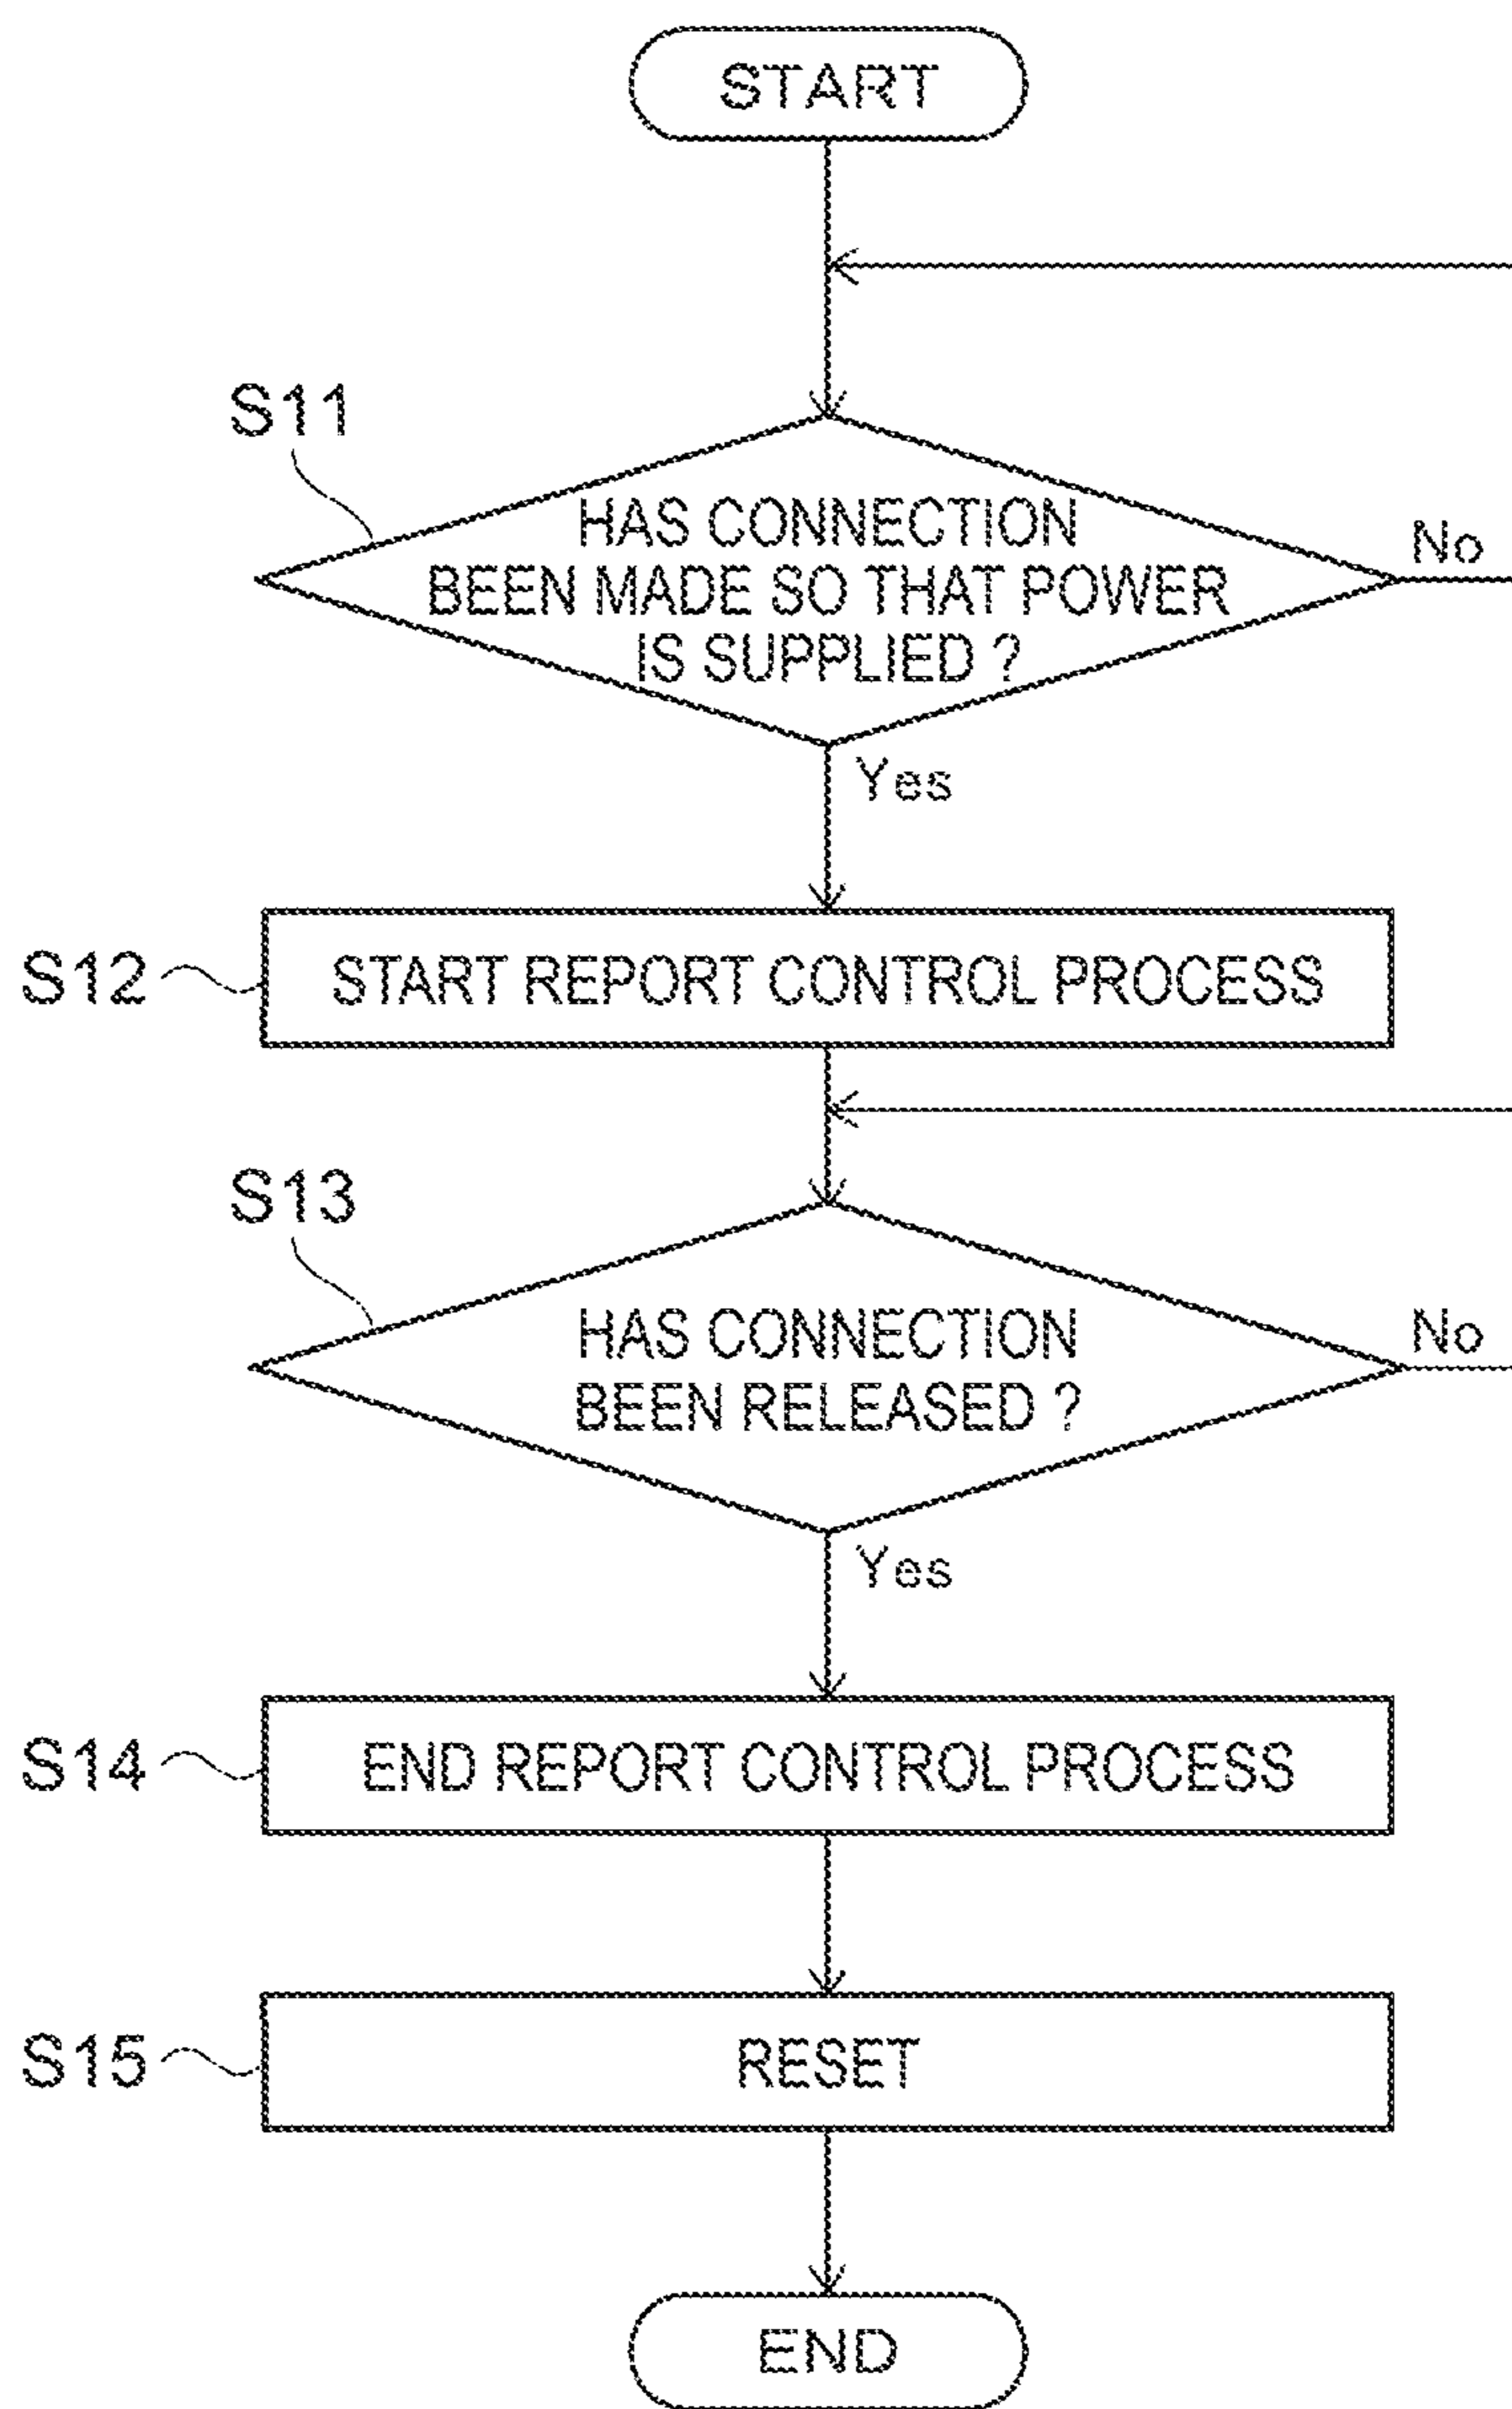 START
S11
HAS CONNECTION
BEEN MADE SO THAT POWER
IS SUPPLIED ?
No
Yes
S12
START REPORT CONTROL PROCESS
S13
HAS CONNECTION
BEEN RELEASED ?
No
Yes
S14
END REPORT CONTROL PROCESS
S15
RESET
END